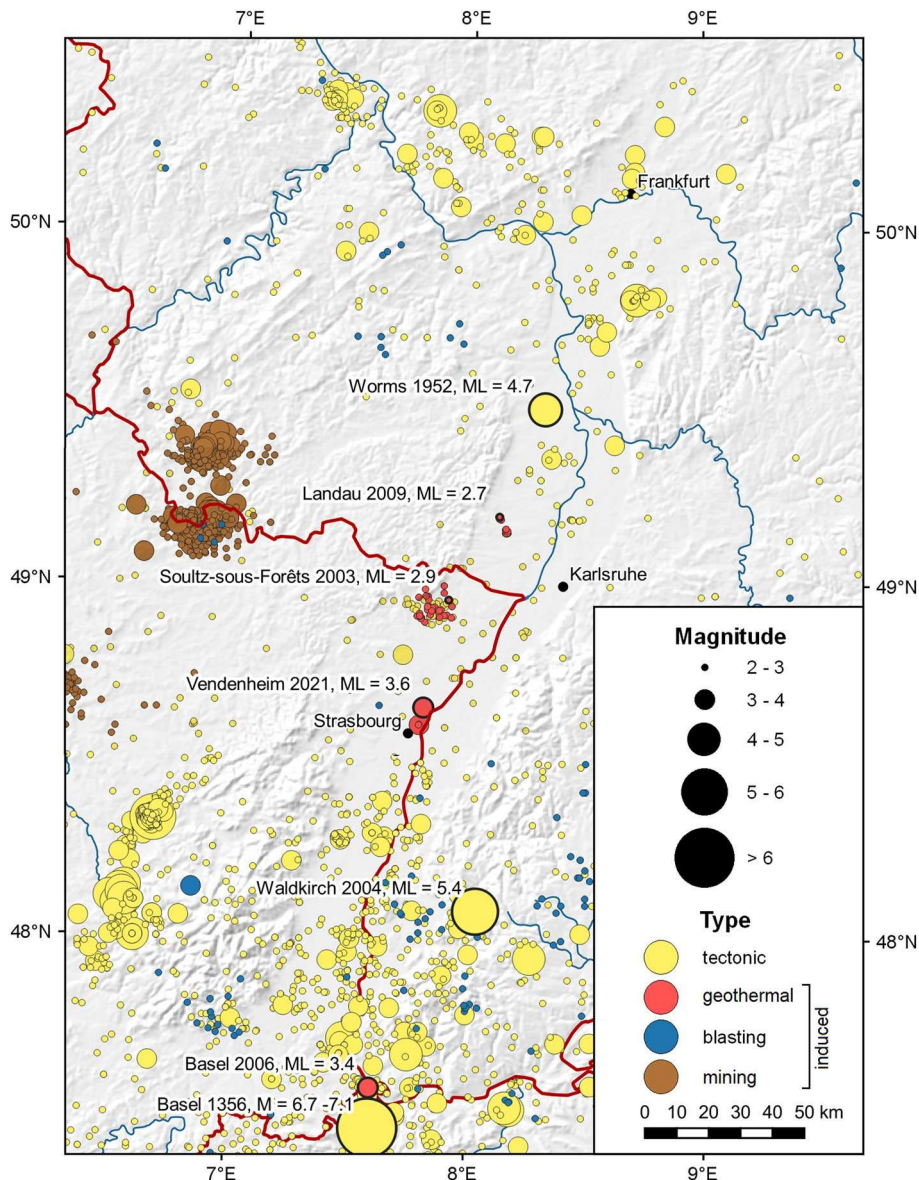 7°E 8°E 9°E
Frankfurt
50°N 50°N
Worms 1952, ML = 4.7
Landau 2009, ML = 2.7
49°N Karlsruhe 49°N
Soultz-sous-Forêts 2003, ML = 2.9
Vendenheim 2021, ML = 3.6
Strasbourg
Waldkirch 2004, ML = 5.4
48°N 48°N
Basel 2006, ML = 3.4
Basel 1356, M = 6.7 -7.1
Magnitude
2 - 3
3 - 4
4 - 5
5 - 6
> 6
Type
tectonic
geothermal
blasting
mining
induced
0 10 20 30 40 50 km
7°E 8°E 9°E